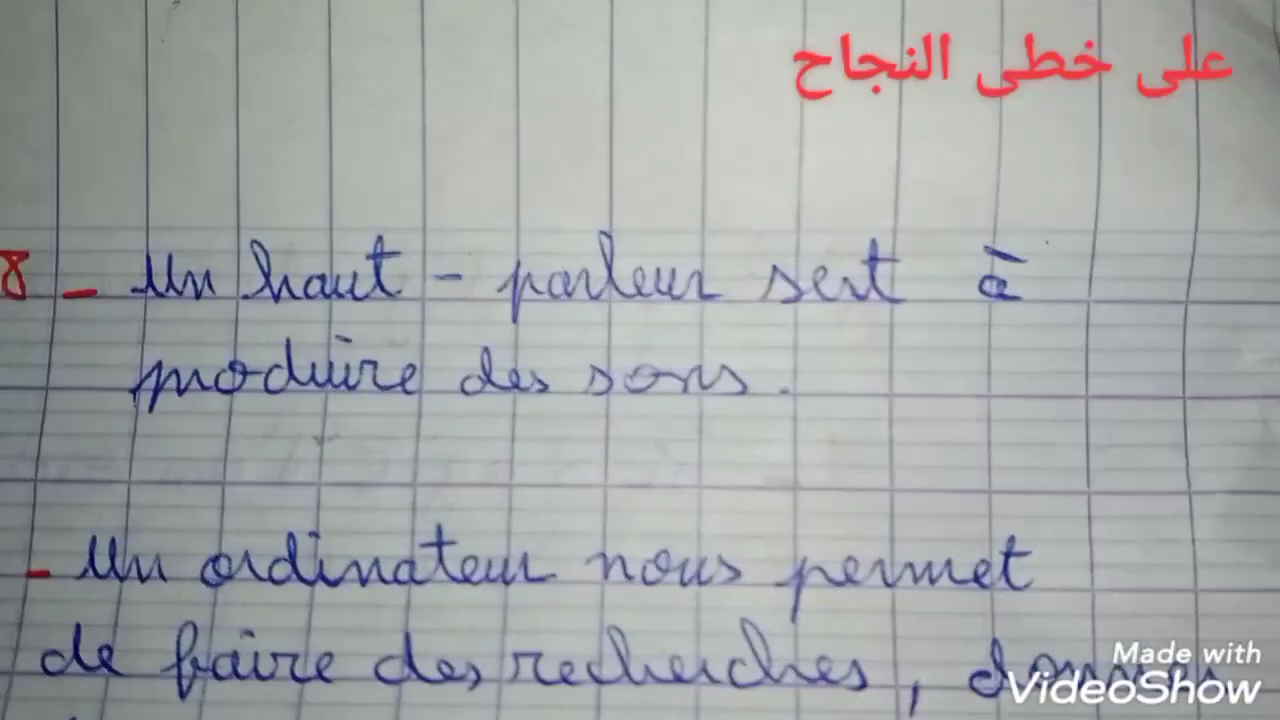 على خطى النجاح
8 - Un haut - parleur sert à
produire des sons.
- Un ordinateur nous permet
de faire des recherches,
Made with
VideoShow